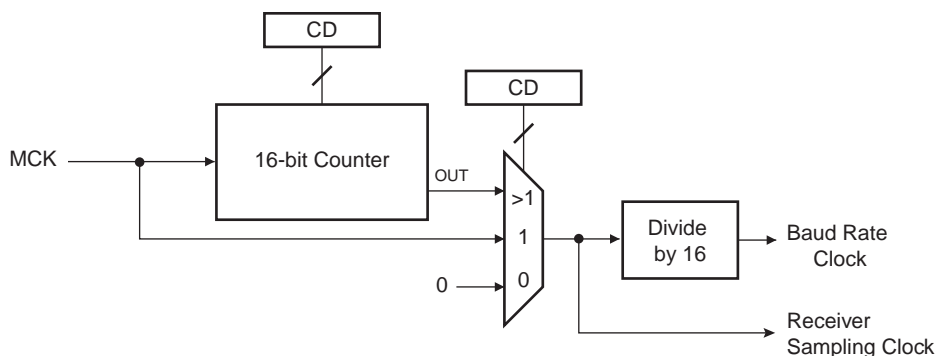 CD
CD
MCK
16-bit Counter
OUT
>1
1
0
0
Divide
by 16
Baud Rate
Clock
Receiver
Sampling Clock